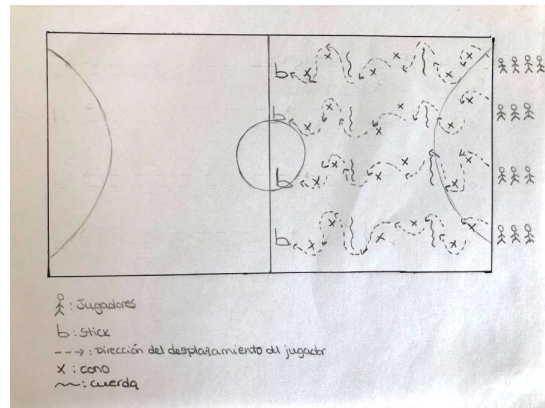 : Jugadores
: Stick
: Dirección del desplazamiento del jugador
x : cono
: cuerda